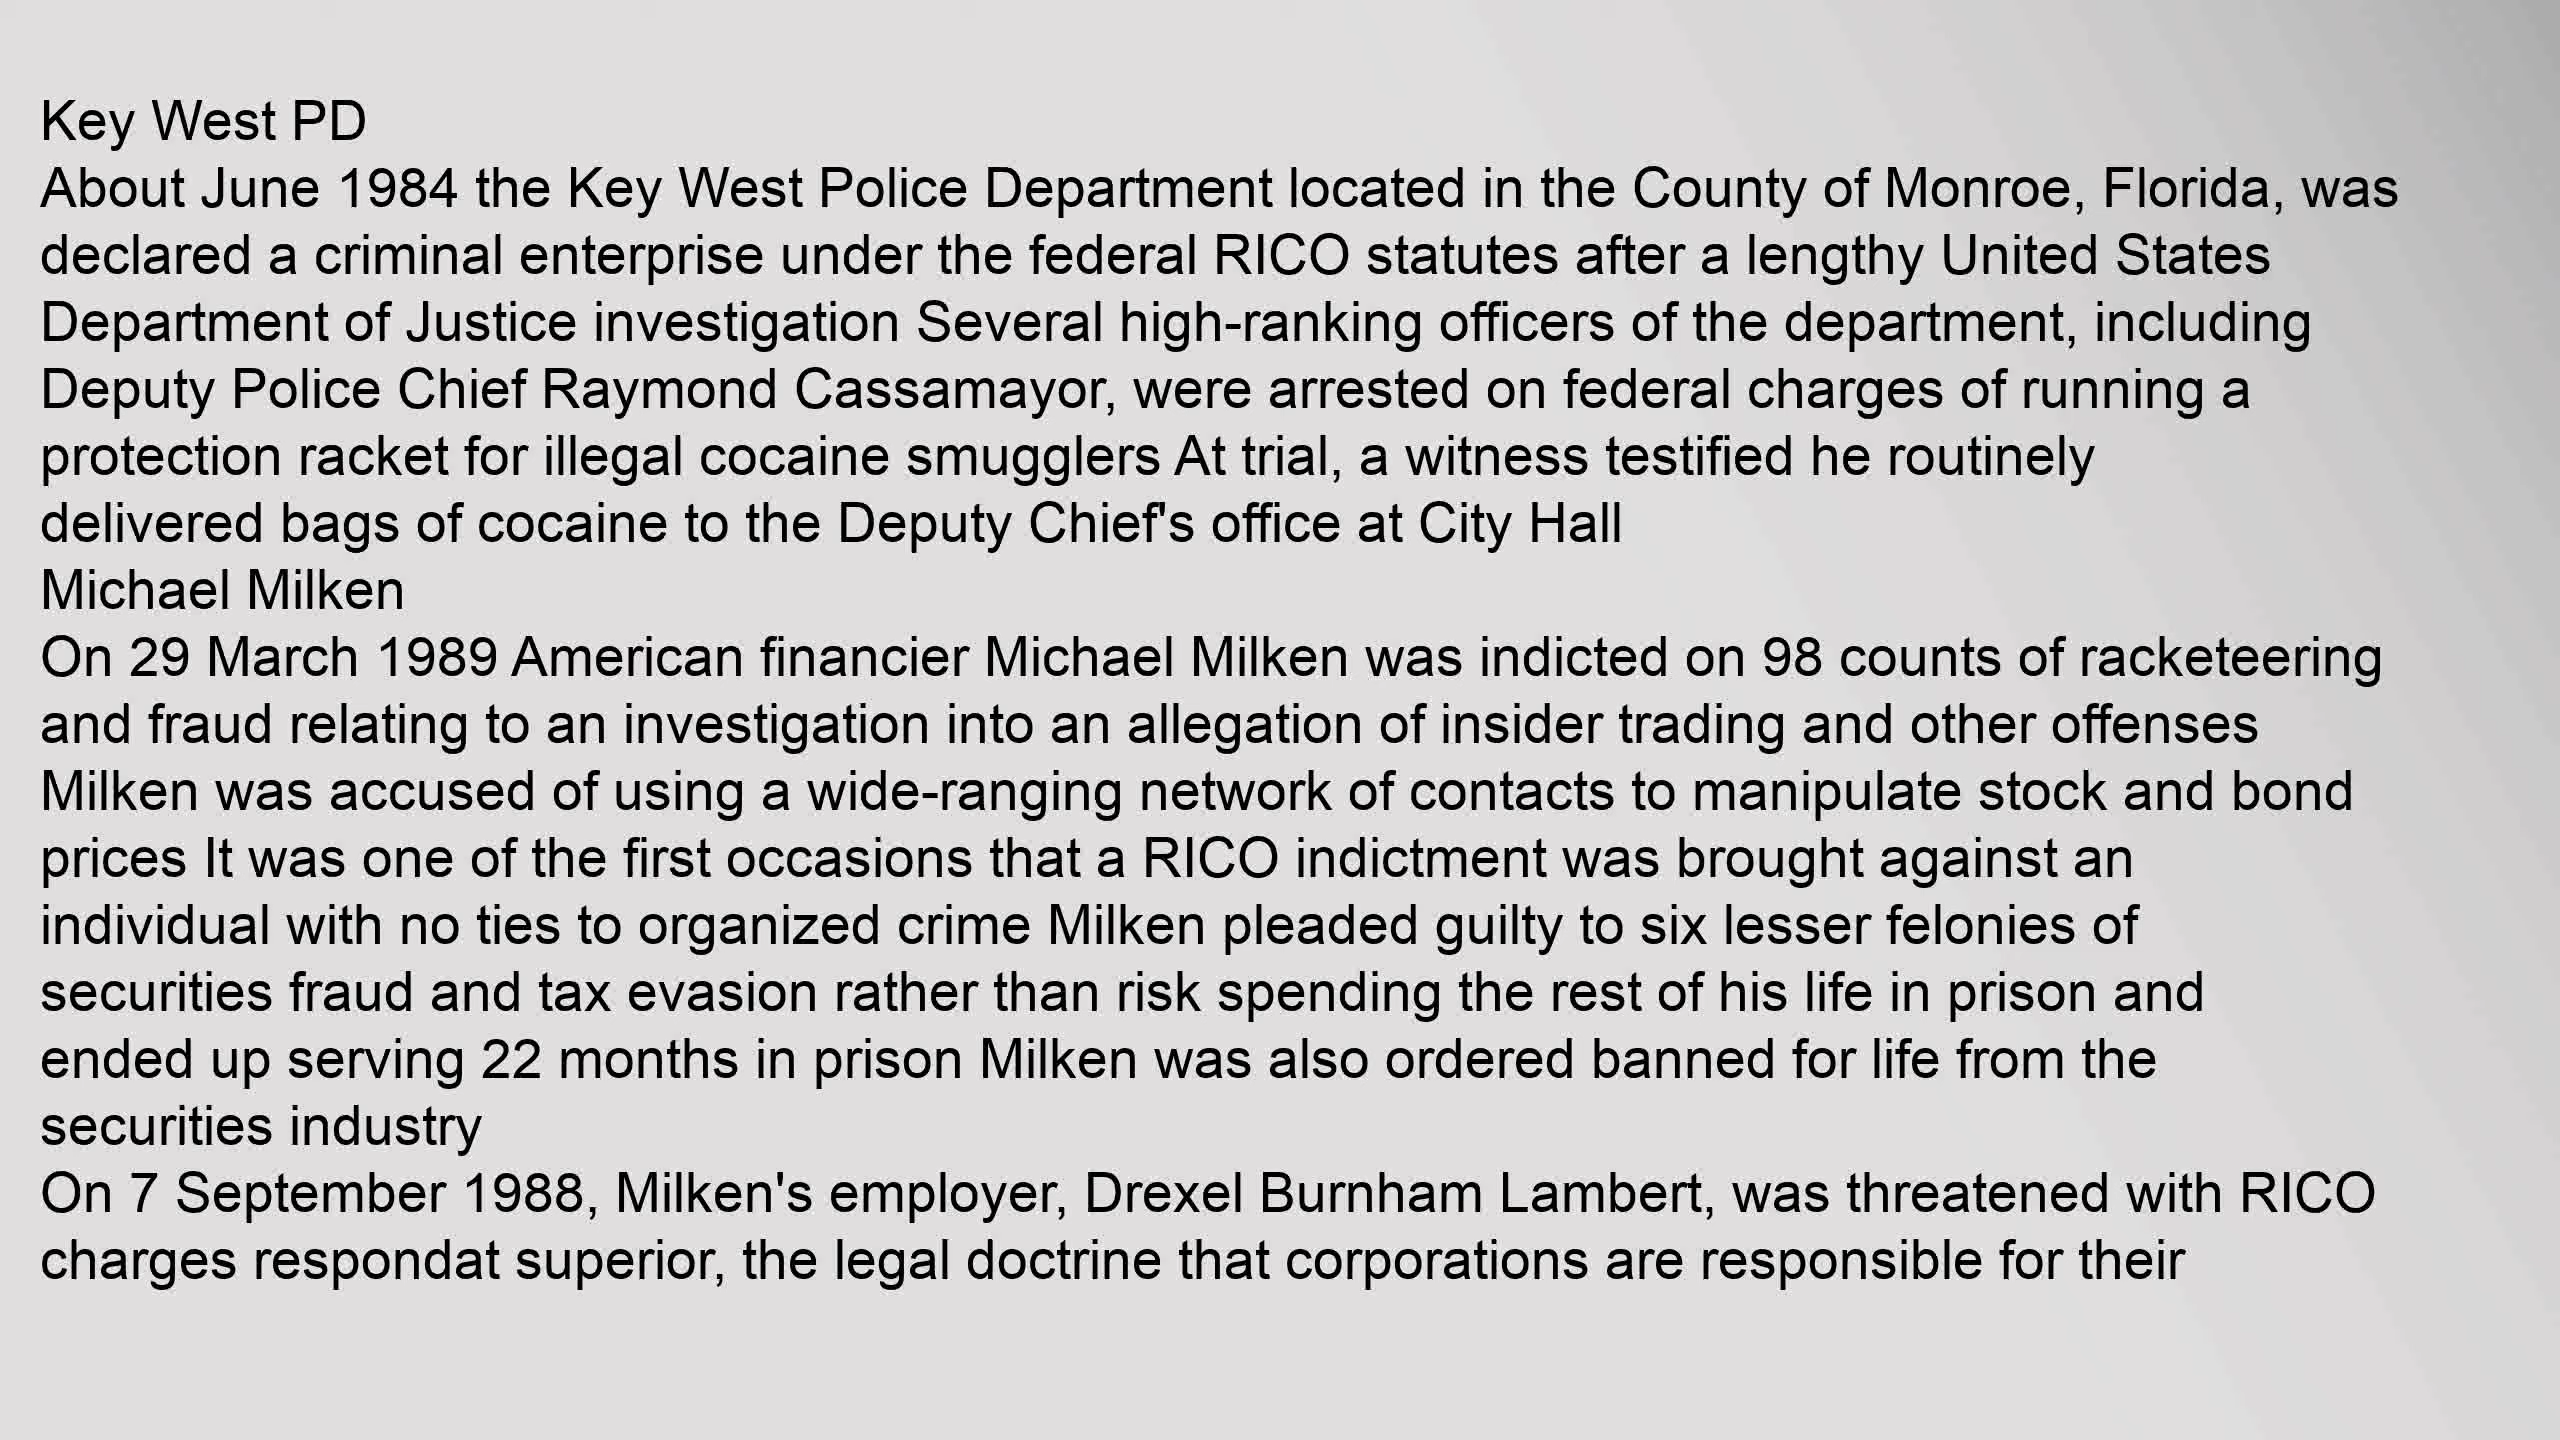 Key West PD
About June 1984 the Key West Police Department located in the County of Monroe, Florida, was
declared a criminal enterprise under the federal RICO statutes after a lengthy United States
Department of Justice investigation Several high-ranking officers of the department, including
Deputy Police Chief Raymond Cassamayor, were arrested on federal charges of running a
protection racket for illegal cocaine smugglers At trial, a witness testified he routinely
delivered bags of cocaine to the Deputy Chief's office at City Hall
Michael Milken
On 29 March 1989 American financier Michael Milken was indicted on 98 counts of racketeering
and fraud relating to an investigation into an allegation of insider trading and other offenses
Milken was accused of using a wide-ranging network of contacts to manipulate stock and bond
prices It was one of the first occasions that a RICO indictment was brought against an
individual with no ties to organized crime Milken pleaded guilty to six lesser felonies of
securities fraud and tax evasion rather than risk spending the rest of his life in prison and
ended up serving 22 months in prison Milken was also ordered banned for life from the
securities industry
On 7 September 1988, Milken's employer, Drexel Burnham Lambert, was threatened with RICO
charges respondat superior, the legal doctrine that corporations are responsible for their